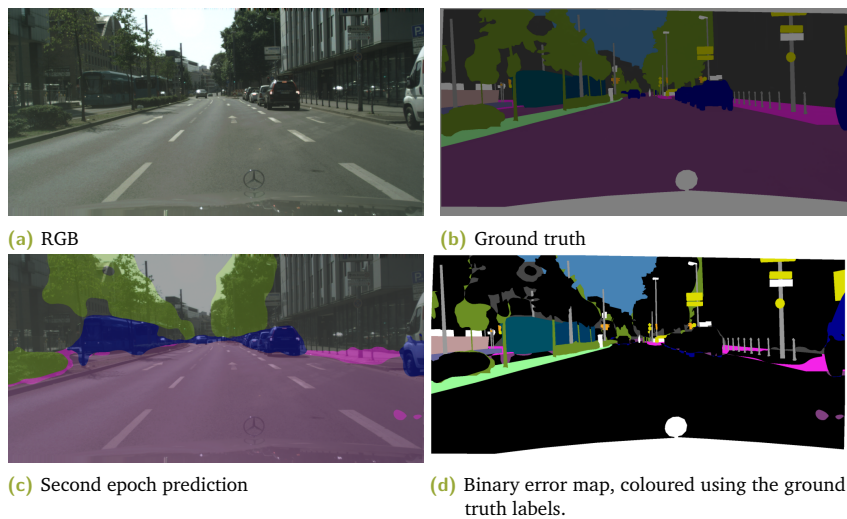 (a) RGB
(b) Ground truth
(c) Second epoch prediction
(d) Binary error map, coloured using the ground
truth labels.